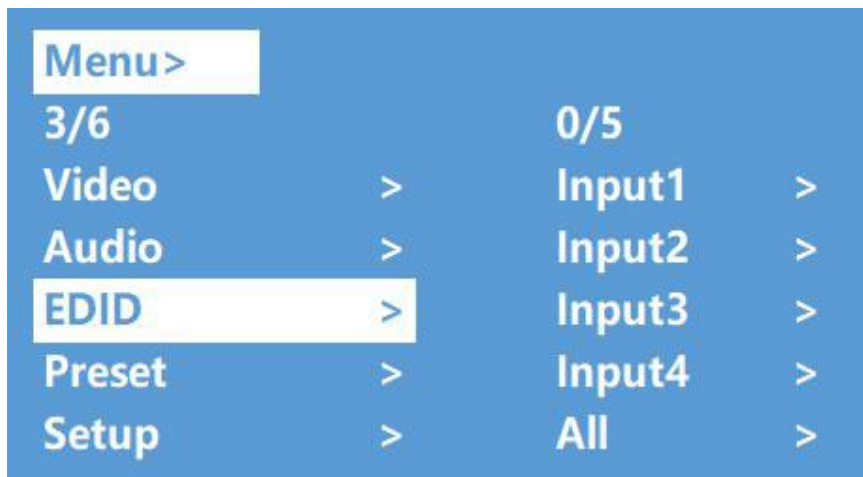 Menu>
3/6 0/5
Video > Input1 >
Audio > Input2 >
EDID > Input3 >
Preset > Input4 >
Setup > All >